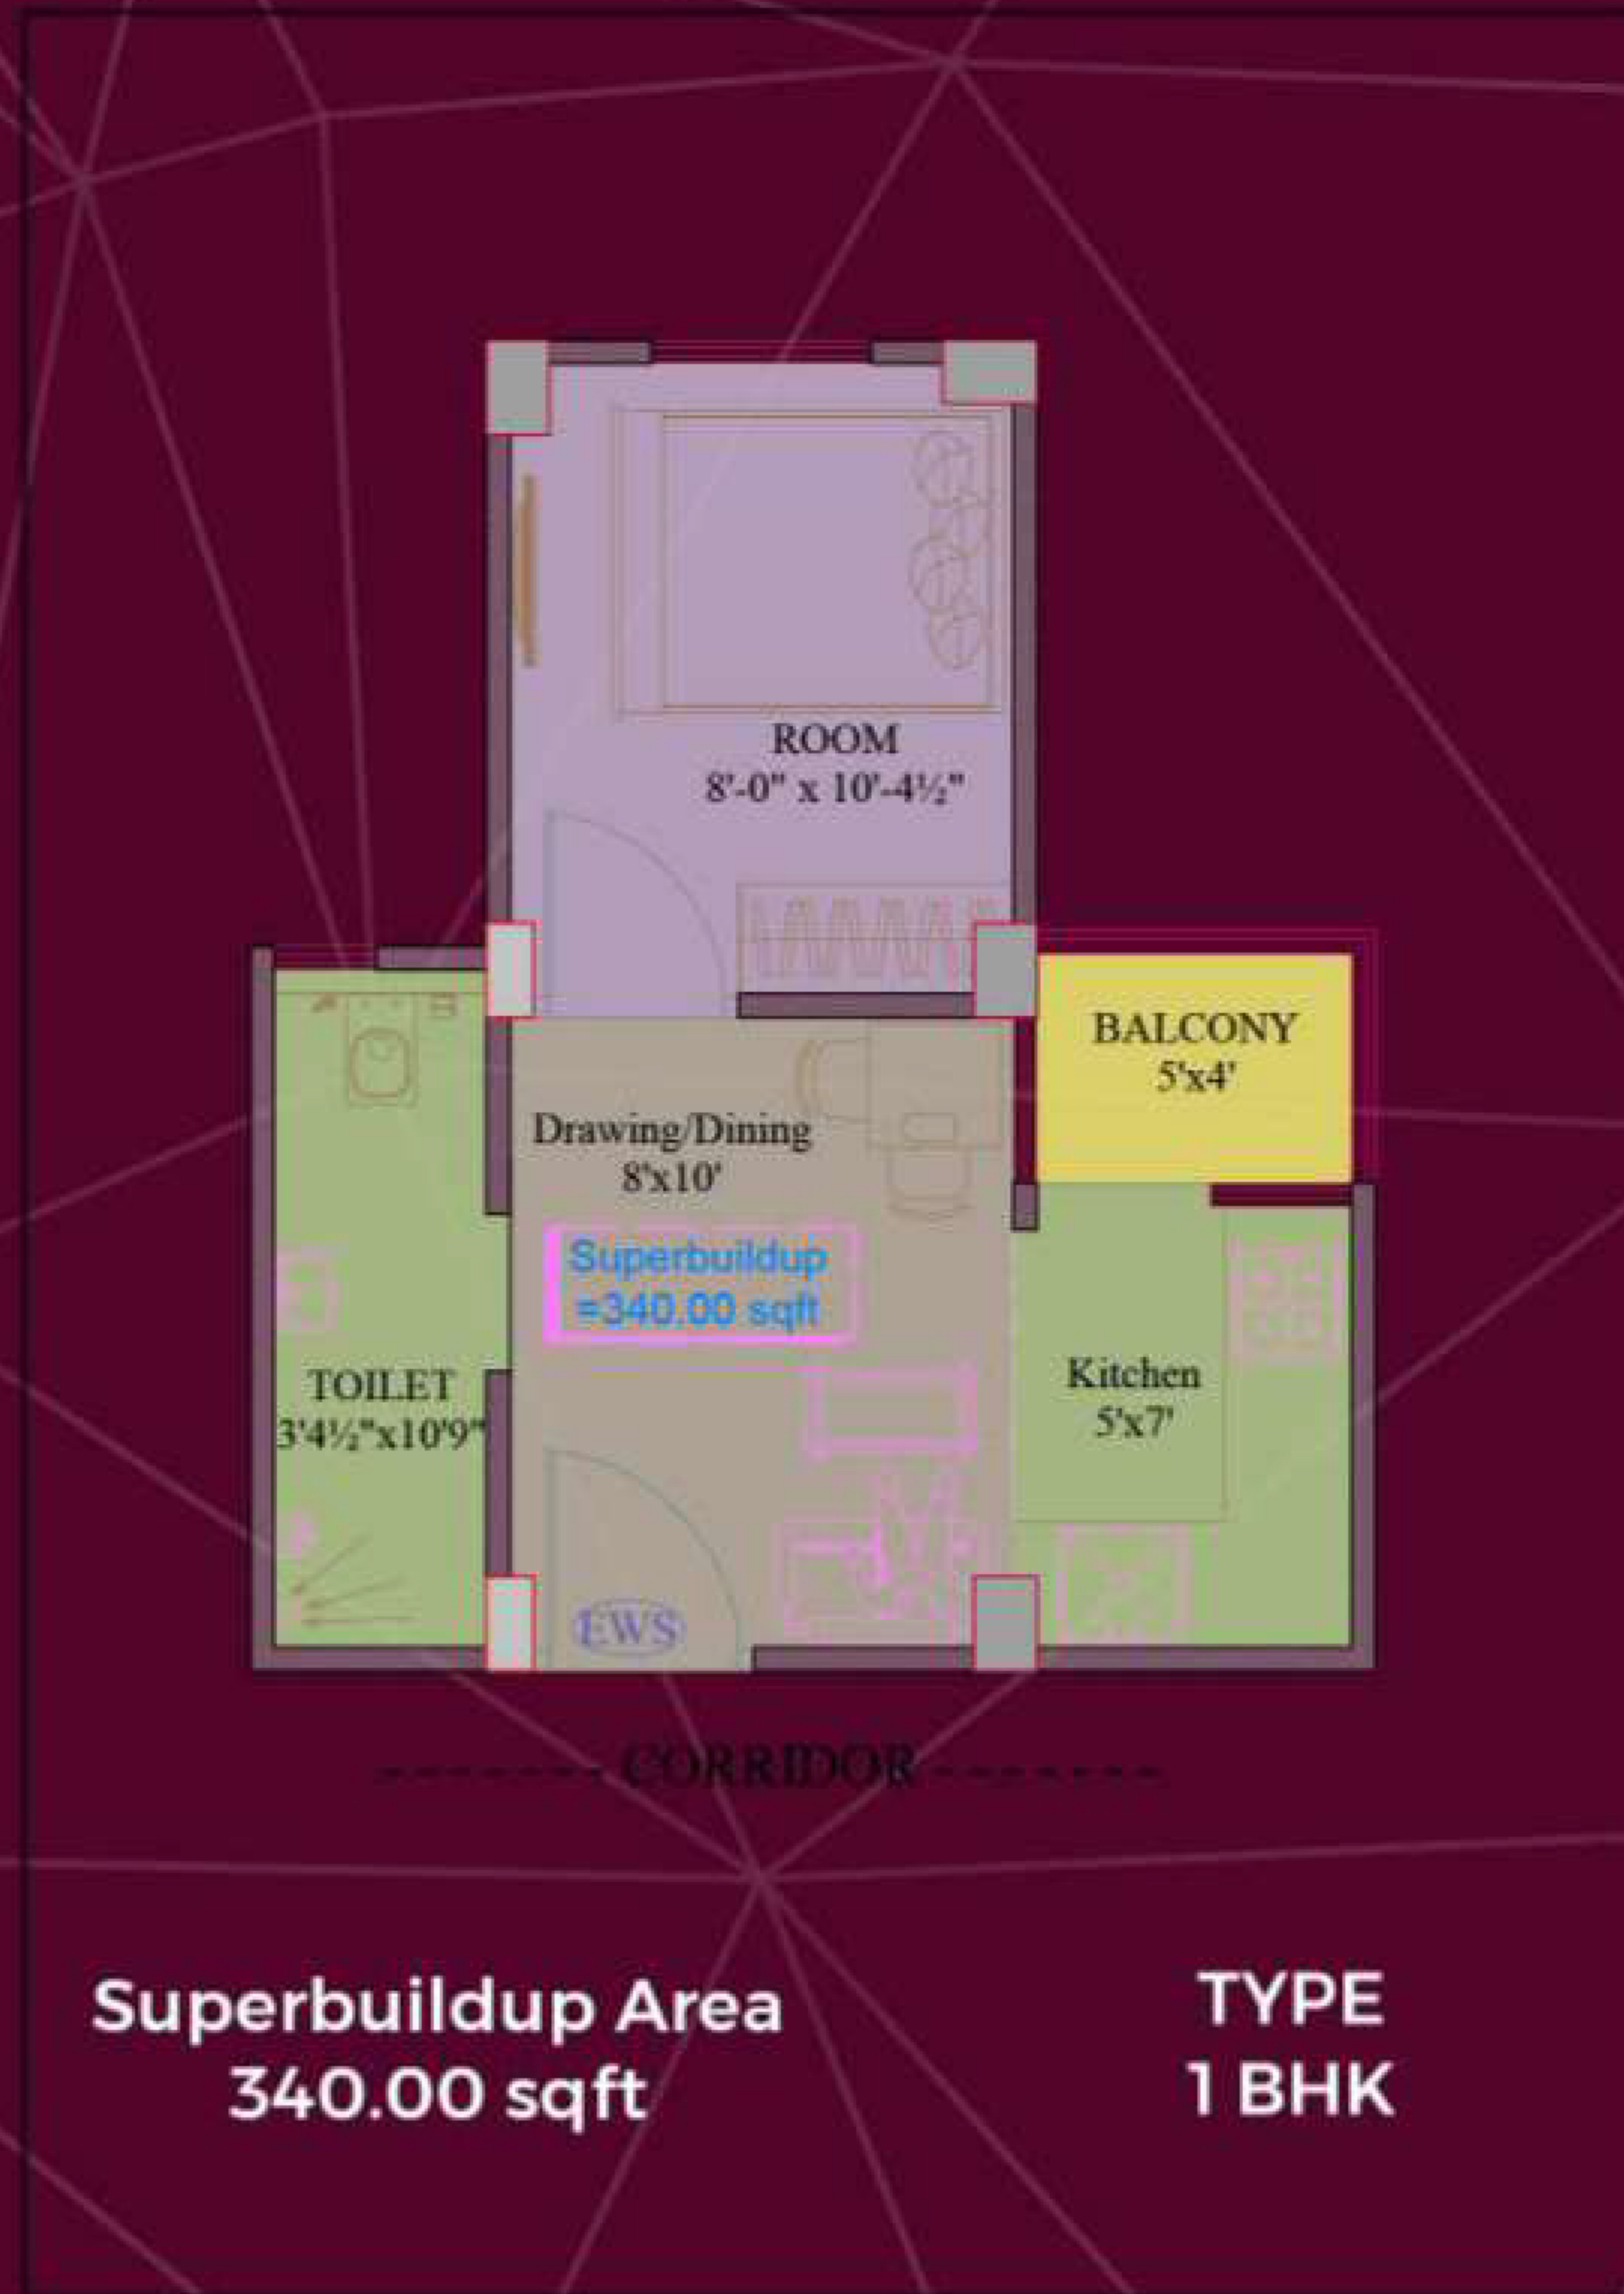 ROOM
8'-0" x 10'-4½"
BALCONY
5'x4'
Drawing/Dining
8'x10'
Superbuildup
=340.00 sqft
TOILET
3'4½"x10'9"
Kitchen
5'x7'
EWS
CORRIDOR
Superbuildup Area
340.00 sqft
TYPE
1 BHK